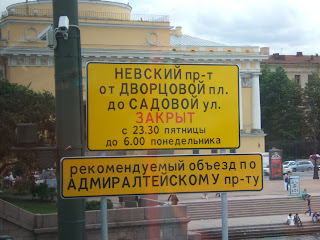 НЕВСКИЙ пр-т
от ДВОРЦОВОЙ пл.
до САДОВОЙ ул.
ЗАКРЫТ
с 23.30 пятницы
до 6.00 понедельника
рекомендуемый объезд по
АДМИРАЛТЕЙСКОМУ пр-ту